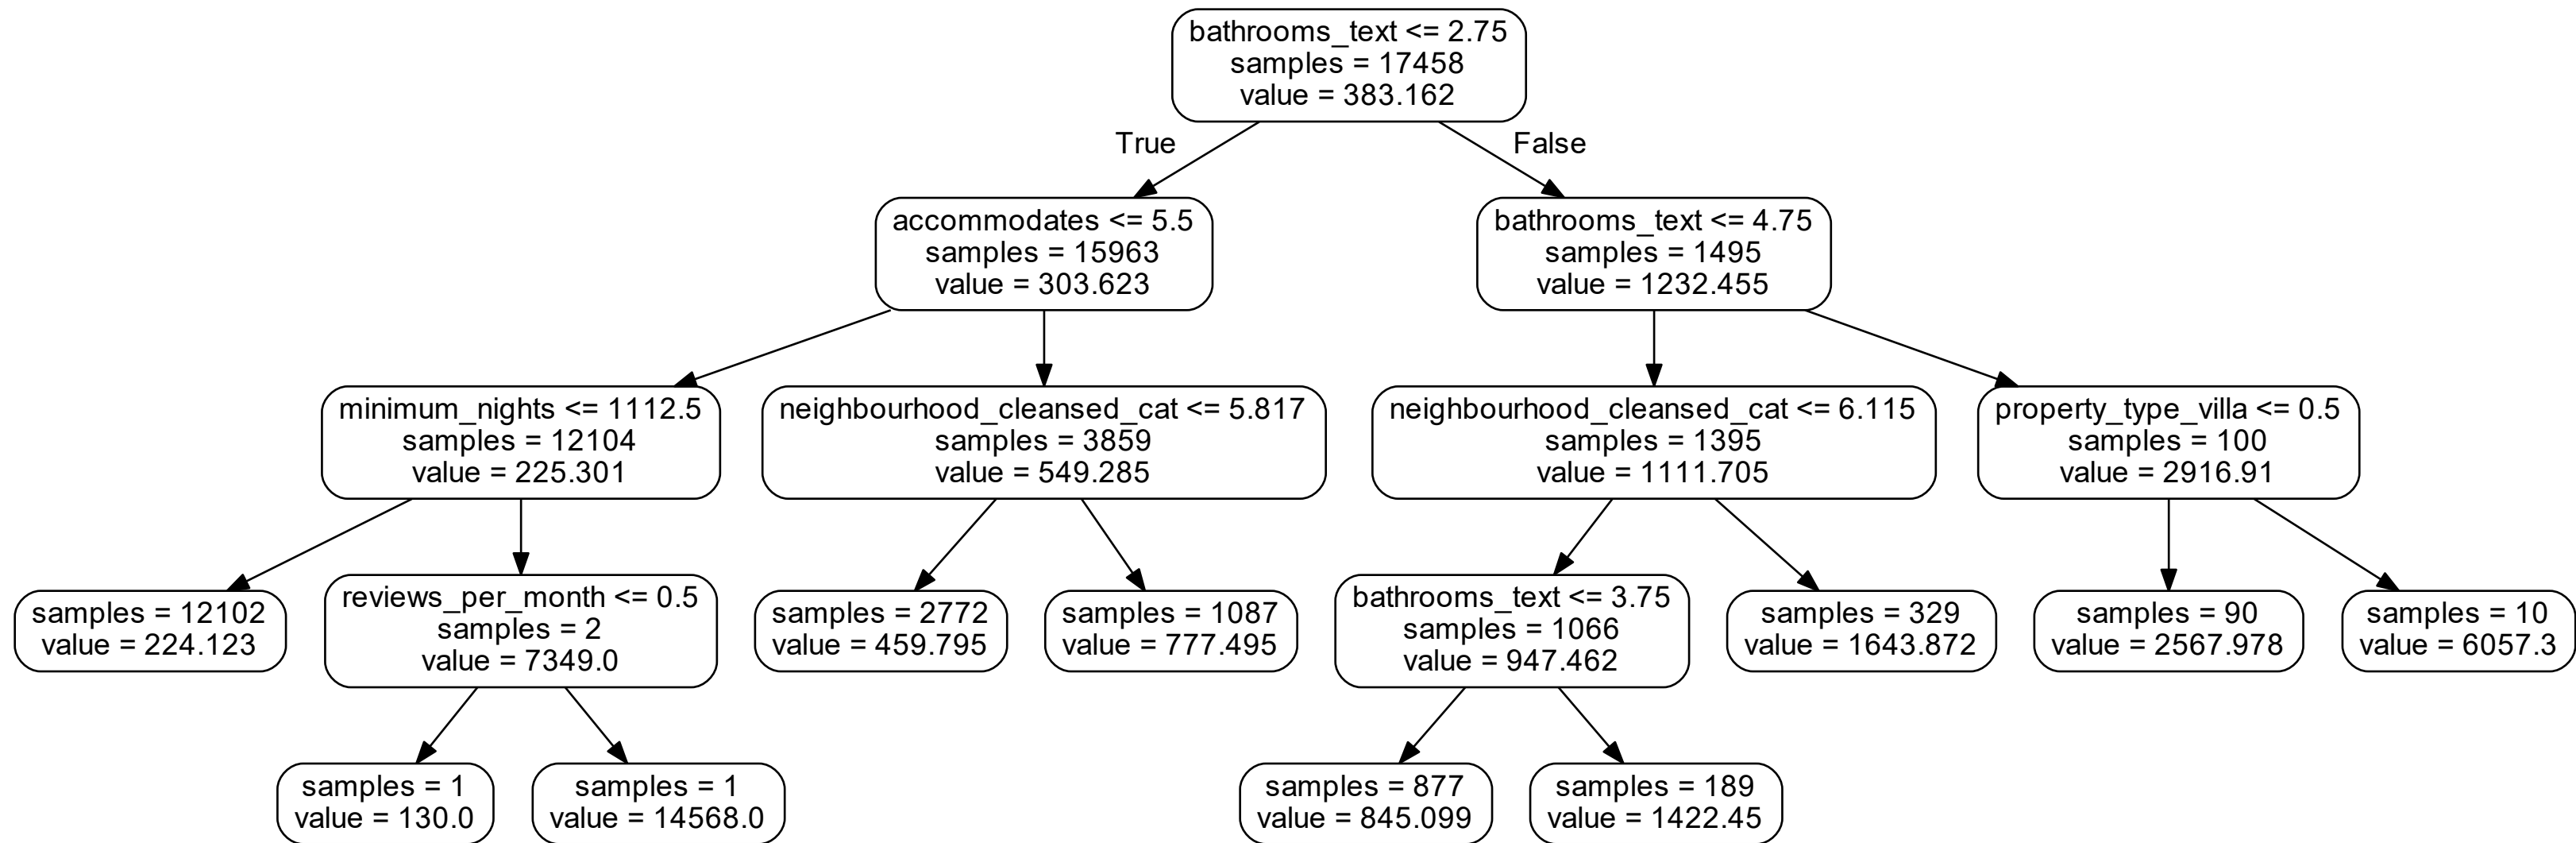 bathrooms_text <= 2.75
samples = 17458
value = 383.162
True
False
accommodates <= 5.5
samples = 15963
value = 303.623
bathrooms_text <= 4.75
samples = 1495
value = 1232.455
minimum_nights <= 1112.5
samples = 12104
value = 225.301
neighbourhood_cleansed_cat <= 5.817
samples = 3859
value = 549.285
neighbourhood_cleansed_cat <= 6.115
samples = 1395
value = 1111.705
property_type_villa <= 0.5
samples = 100
value = 2916.91
samples = 12102
value = 224.123
reviews_per_month <= 0.5
samples = 2
value = 7349.0
samples = 2772
value = 459.795
samples = 1087
value = 777.495
bathrooms_text <= 3.75
samples = 1066
value = 947.462
samples = 329
value = 1643.872
samples = 90
value = 2567.978
samples = 10
value = 6057.3
samples = 1
value = 130.0
samples = 1
value = 14568.0
samples = 877
value = 845.099
samples = 189
value = 1422.45